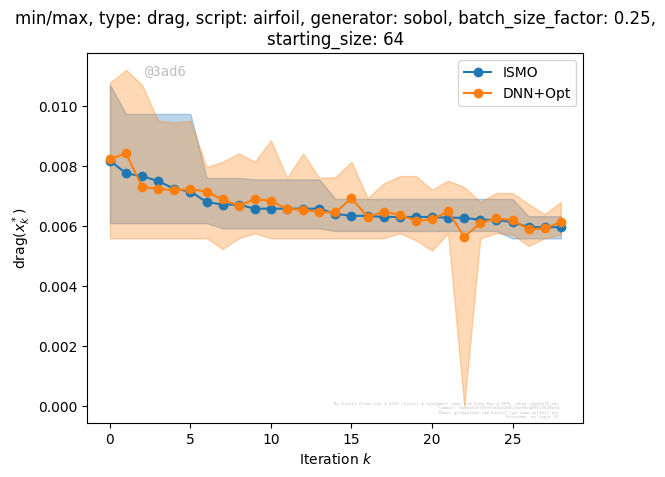 min/max, type: drag, script: airfoil, generator: sobol, batch_size_factor: 0.25,
starting_size: 64
@3ad6
ISMO
DNN+Opt
0.010
0.008
0.006
0.004
0.002
0.000
drag(x_k^*)
0 5 10 15 20 25
Iteration k